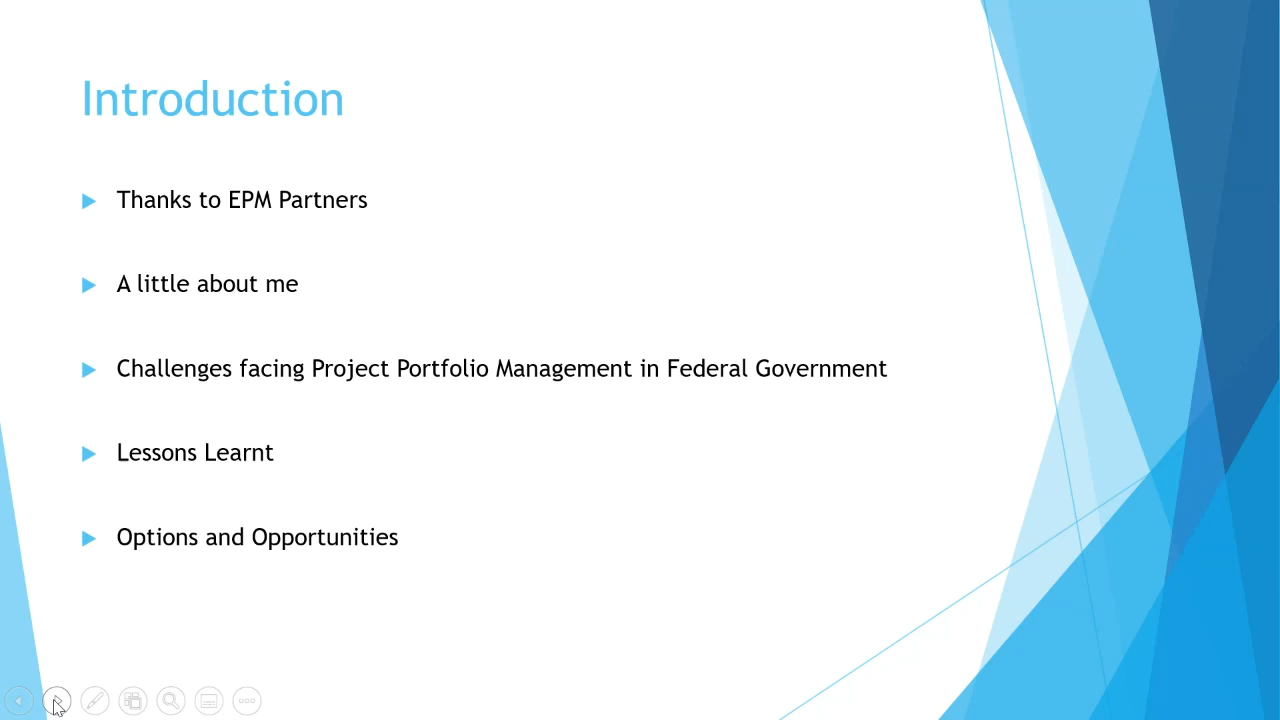 Introduction
Thanks to EPM Partners
A little about me
Challenges facing Project Portfolio Management in Federal Government
Lessons Learnt
Options and Opportunities